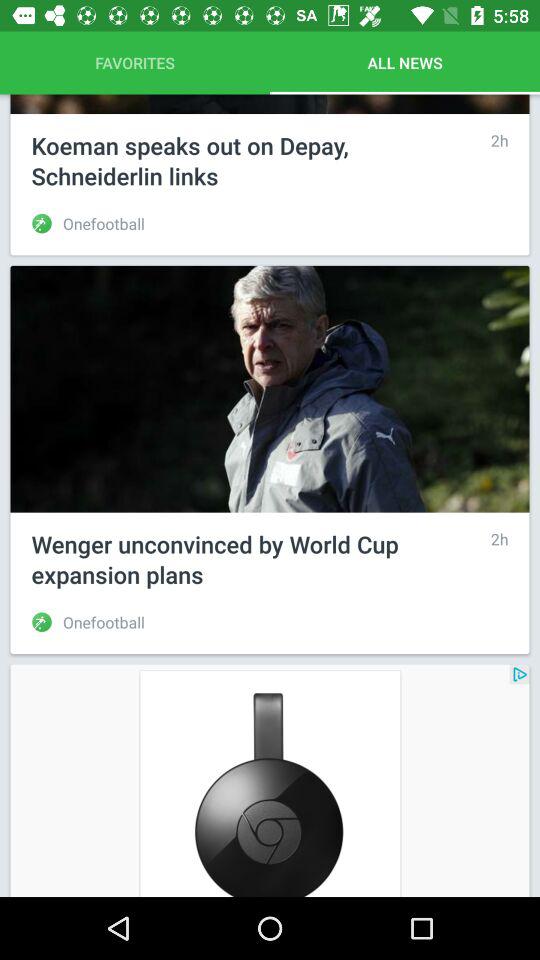 SA
5:58
FAVORITES
ALL NEWS
Koeman speaks out on Depay,
2h
Schneiderlin links
Onefootball
Wenger unconvinced by World Cup
2h
expansion plans
Onefootball